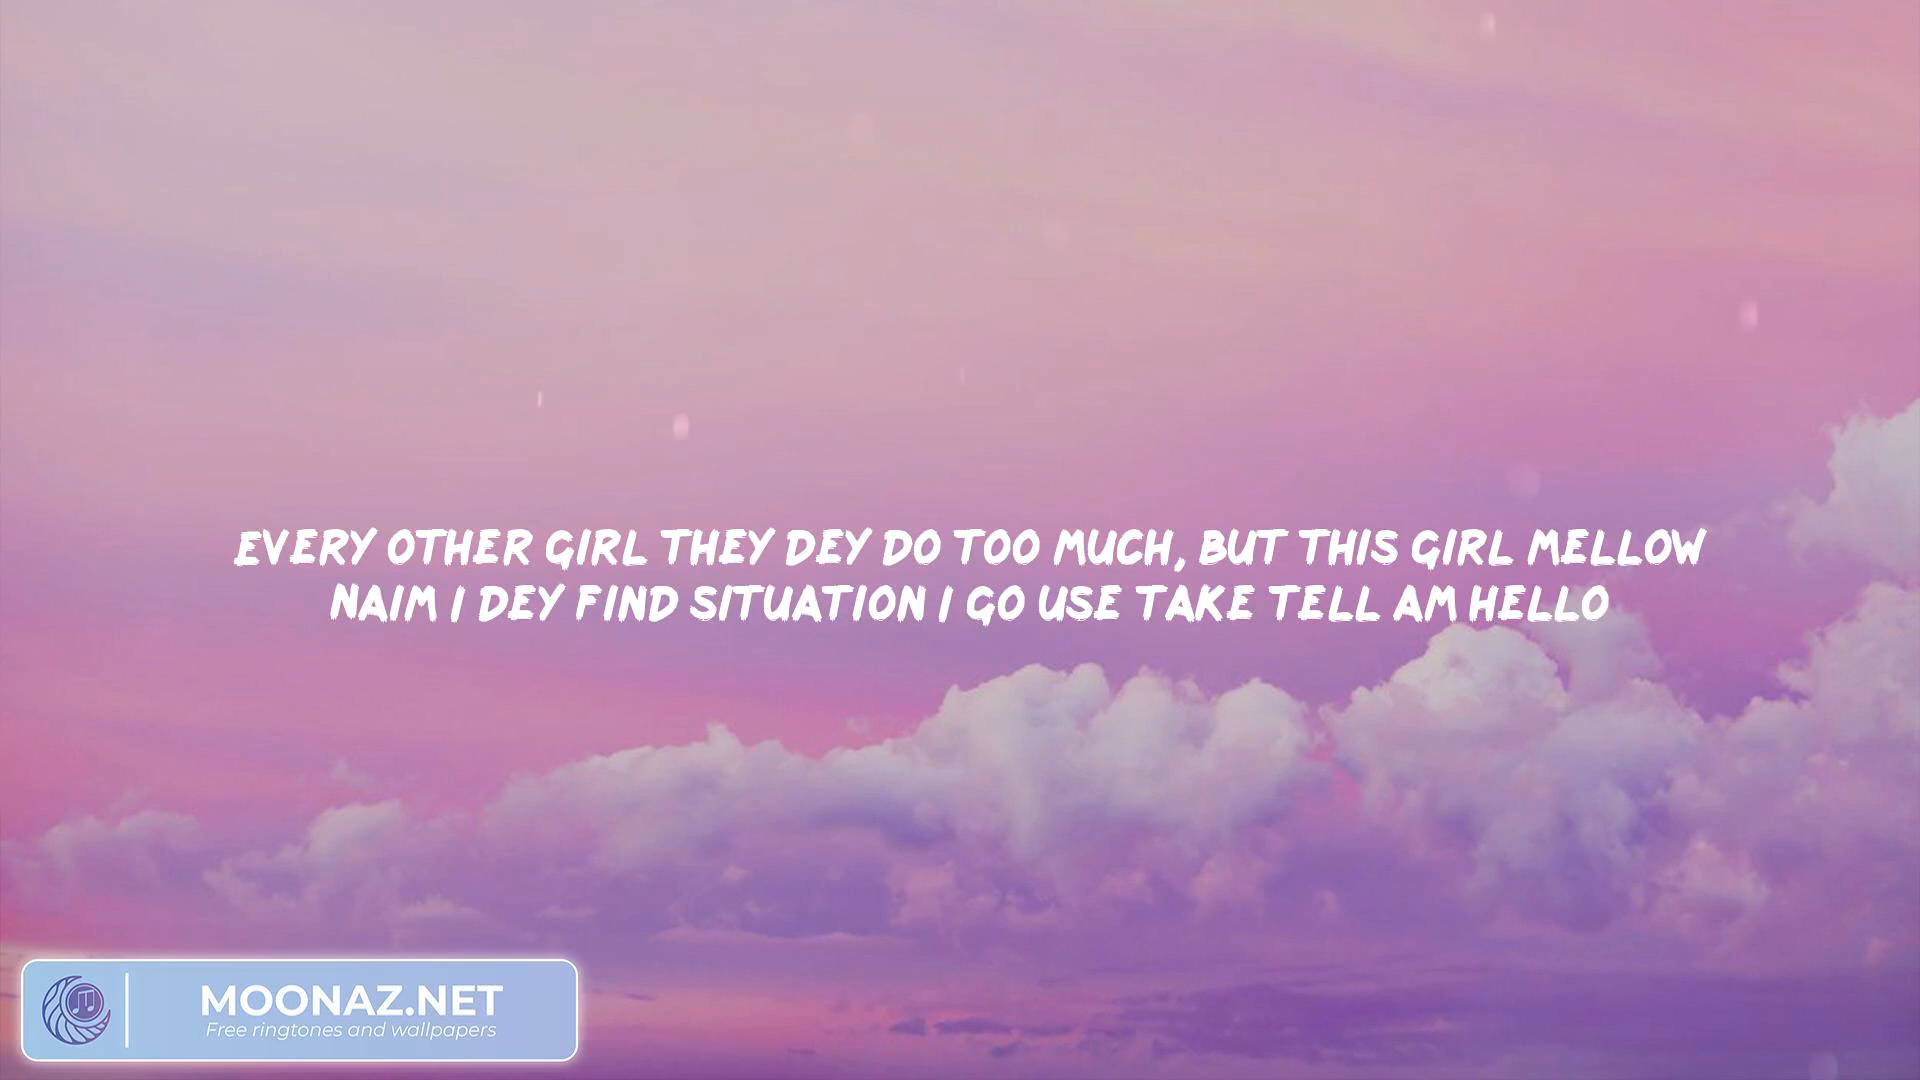 EVERY OTHER GIRL THEY DEY DO TOO MUCH, BUT THIS GIRL MELLOW
NAIM I DEY FIND SITUATION I GO USE TAKE TELL AM HELLO
MOONAZ.NET
Free ringtones and wallpapers